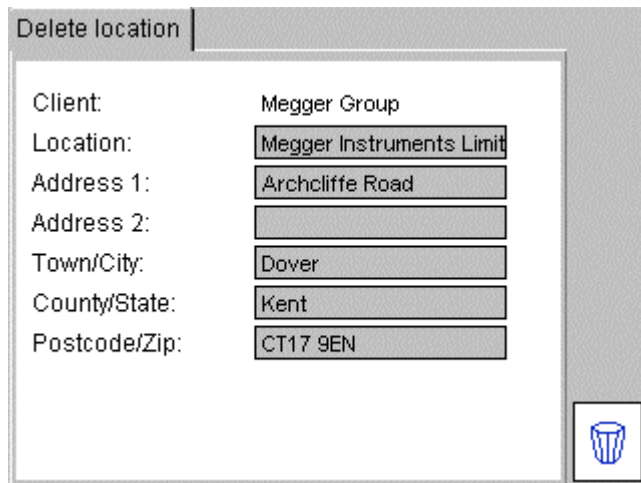 Delete location
Client: Megger Group
Location: Megger Instruments Limit
Address 1: Archcliffe Road
Address 2:
Town/City: Dover
County/State: Kent
Postcode/Zip: CT17 9EN